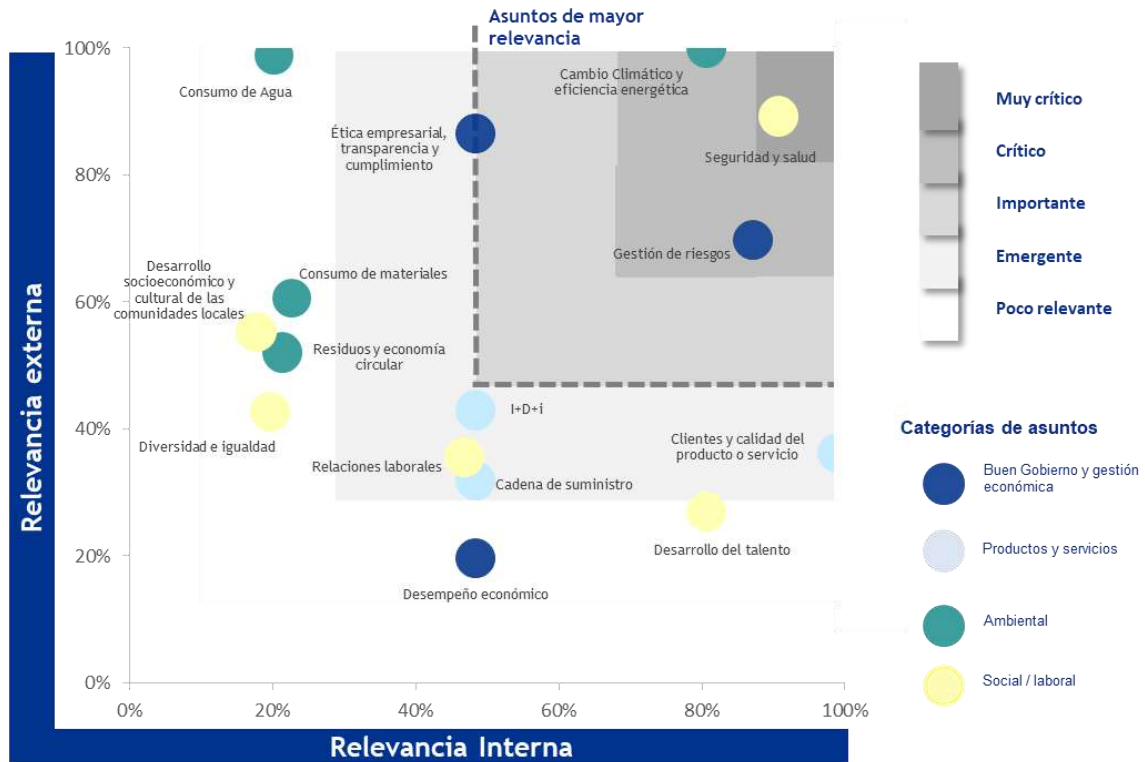 Asuntos de mayor
relevancia
100%
80%
60%
40%
20%
0%
0%
20%
40%
60%
80%
100%
Relevancia externa
Relevancia Interna
Consumo de Agua
Cambio Climático y
eficiencia energética
Ética empresarial,
transparencia y
cumplimiento
Seguridad y salud
Gestión de riesgos
Desarrollo
socioeconómico y
cultural de las
comunidades locales
Consumo de materiales
Residuos y economía
circular
Diversidad e igualdad
I+D+i
Relaciones laborales
Cadena de suministro
Clientes y calidad del
producto o servicio
Desarrollo del talento
Desempeño económico
Muy crítico
Crítico
Importante
Emergente
Poco relevante
Categorías de asuntos
Buen Gobierno y gestión
económica
Productos y servicios
Ambiental
Social / laboral